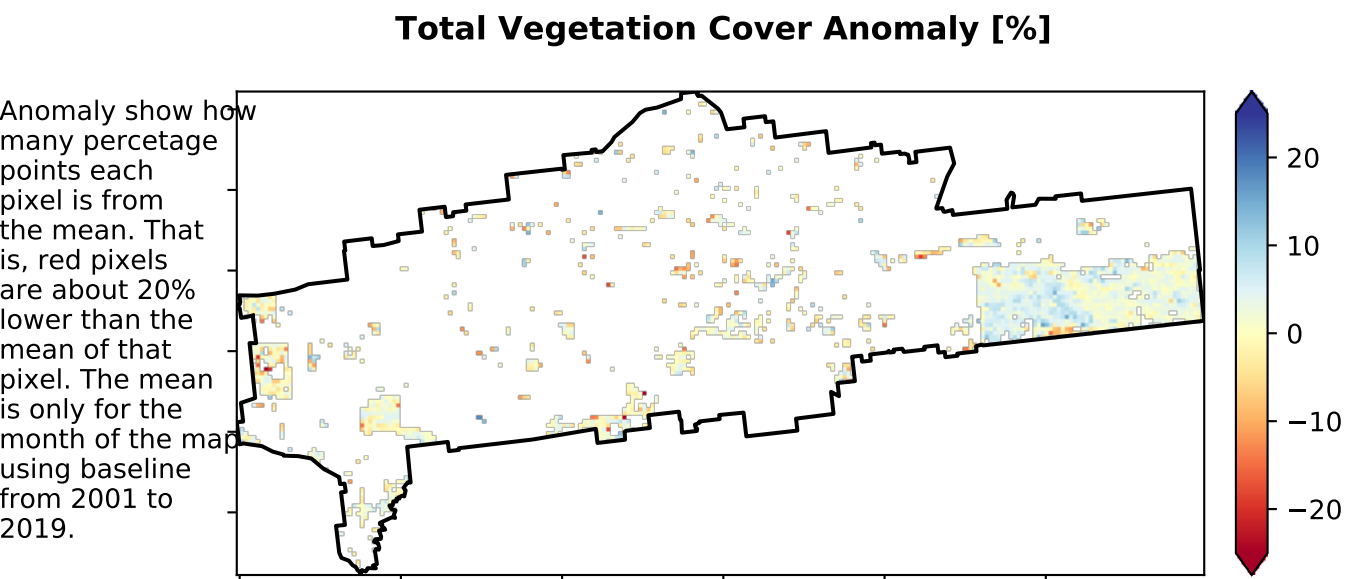 Total Vegetation Cover Anomaly [%]
Anomaly show how
many percetage
points each
pixel is from
the mean. That
is, red pixels
are about 20%
lower than the
mean of that
pixel. The mean
is only for the
month of the map
using baseline
from 2001 to
2019.
20
10
0
−10
−20